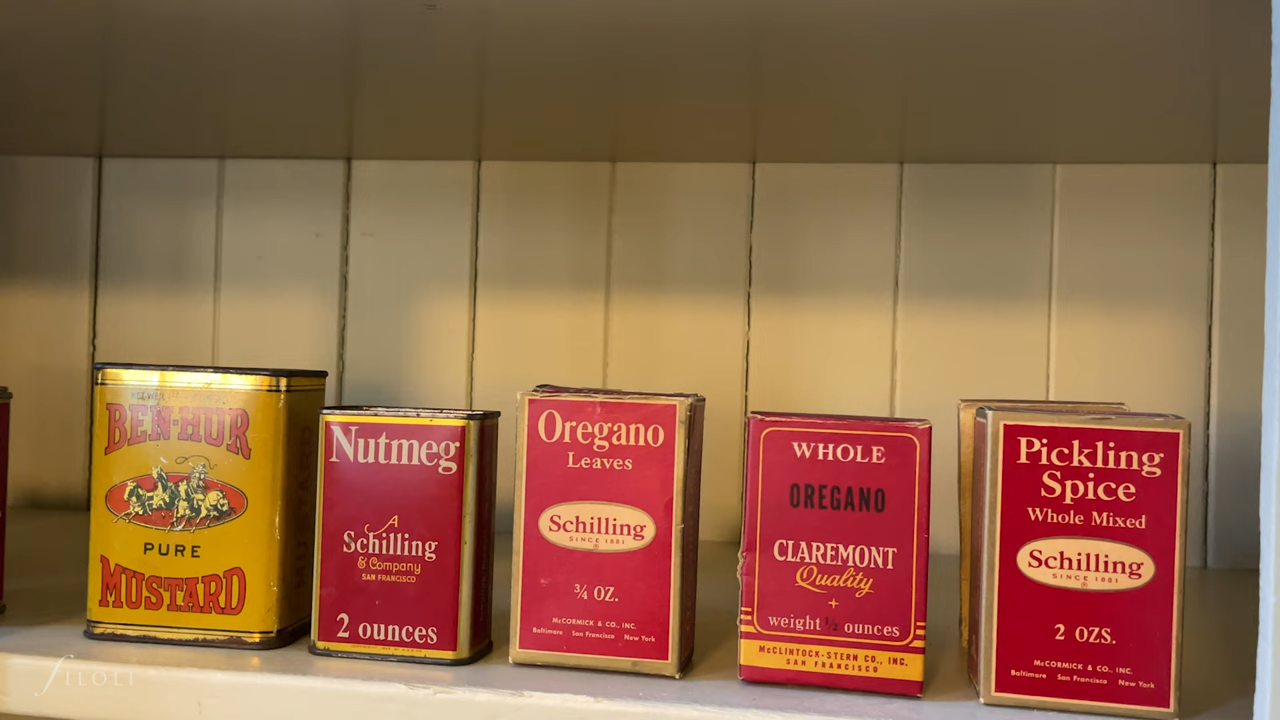 BEN-HUR
PURE
MUSTARD
Nutmeg
A
Schilling
& Company
SAN FRANCISCO
2 ounces
Oregano
Leaves
Schilling
SINCE 1881
¾ OZ.
McCORMICK & CO., INC.
Baltimore San Francisco New York
WHOLE
OREGANO
CLAREMONT
Quality
weight ½ ounces
McCLINTOCK-STERN CO., INC.
SAN FRANCISCO
Pickling
Spice
Whole Mixed
Schilling
SINCE 1881
2 OZS.
McCORMICK & CO., INC.
Baltimore San Francisco New York
FILOLI